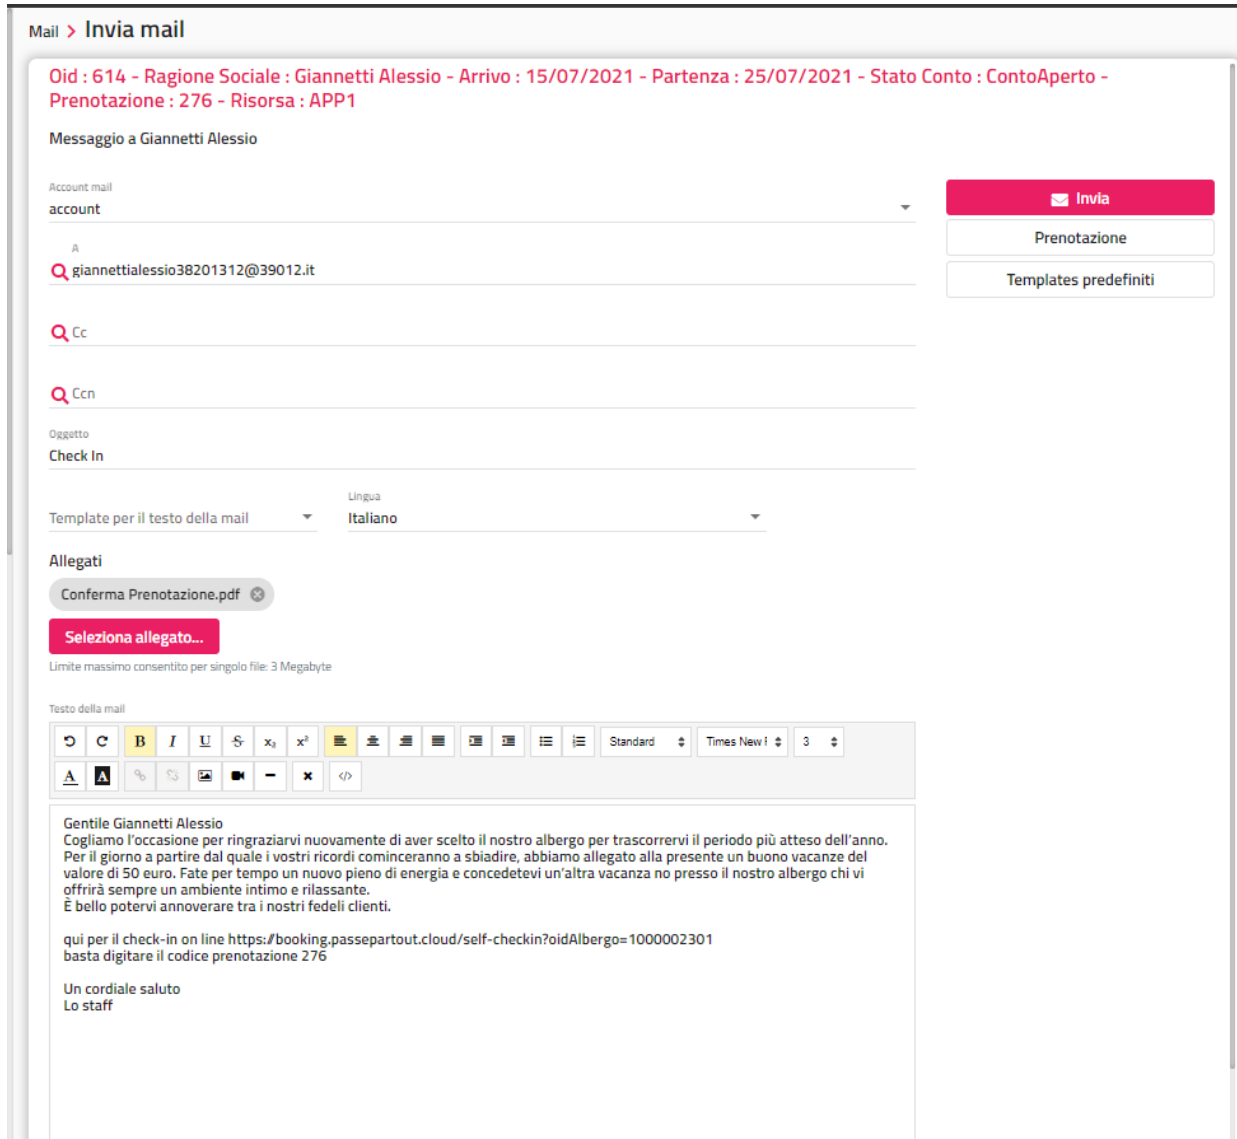 Mail > Invia mail
Oid : 614 - Ragione Sociale : Giannetti Alessio - Arrivo : 15/07/2021 - Partenza : 25/07/2021 - Stato Conto : ContoAperto -
Prenotazione : 276 - Risorsa : APP1
Messaggio a Giannetti Alessio
Account mail
account
Invia
A
giannettialessio38201312@39012.it
Prenotazione
Templates predefiniti
Cc
Ccn
Oggetto
Check In
Template per il testo della mail
Lingua
Italiano
Allegati
Conferma Prenotazione.pdf
Seleziona allegato...
Limite massimo consentito per singolo file: 3 Megabyte
Testo della mail
B I U S x₂ x² Standard Times New 3
A A </>
Gentile Giannetti Alessio
Cogliamo l'occasione per ringraziarvi nuovamente di aver scelto il nostro albergo per trascorrervi il periodo più atteso dell'anno.
Per il giorno a partire dal quale i vostri ricordi cominceranno a sbiadire, abbiamo allegato alla presente un buono vacanze del
valore di 50 euro. Fate per tempo un nuovo pieno di energia e concedetevi un'altra vacanza no presso il nostro albergo chi vi
offrirà sempre un ambiente intimo e rilassante.
È bello potervi annoverare tra i nostri fedeli clienti.
qui per il check-in on line https://booking.passepartout.cloud/self-checkin?oidAlbergo=1000002301
basta digitare il codice prenotazione 276
Un cordiale saluto
Lo staff